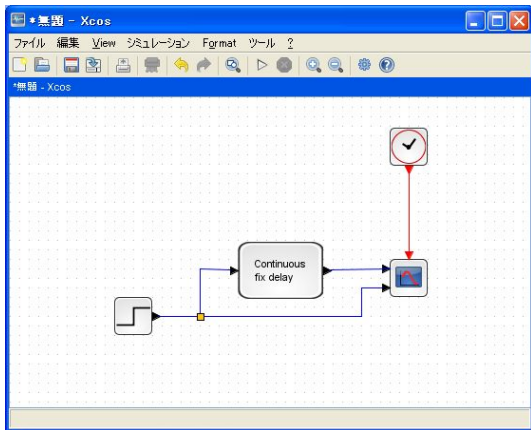 *無題 - Xcos
ファイル 編集 View シミュレーション Format ツール ?
*無題 - Xcos
Continuous
fix delay